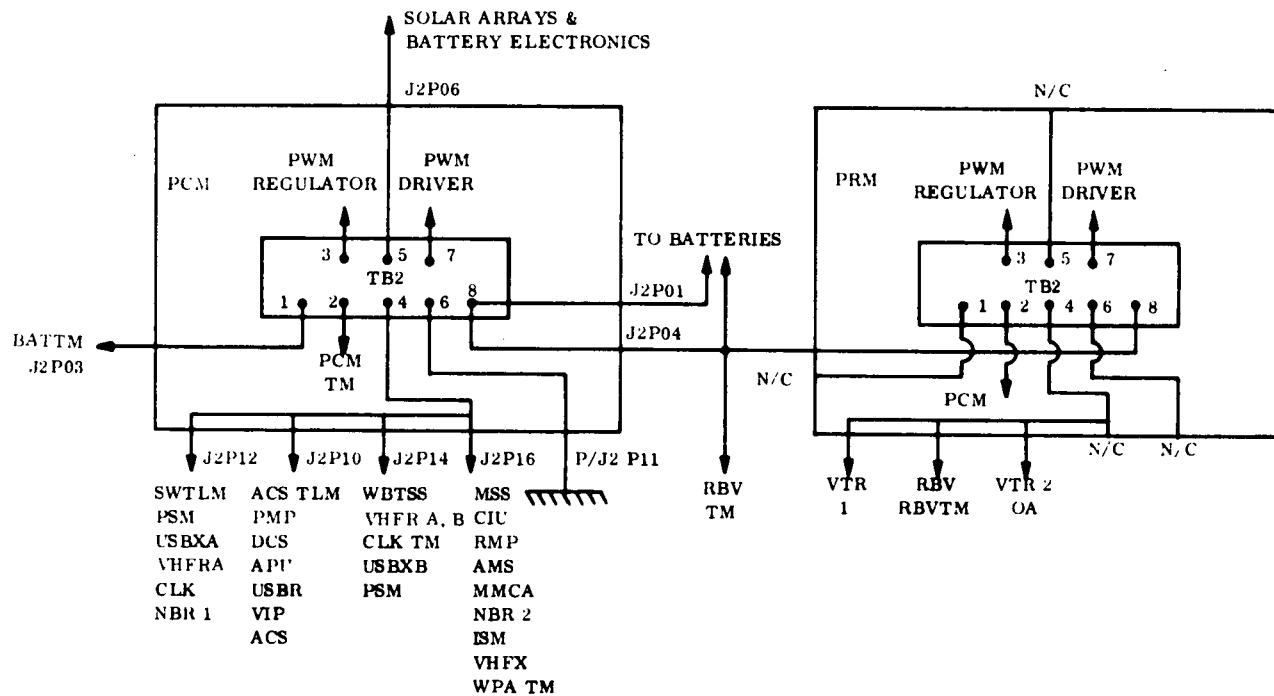 SOLAR ARRAYS &
BATTERY ELECTRONICS
J2P06
N/C
PCM
PWM
REGULATOR
PWM
DRIVER
PRM
PWM
REGULATOR
PWM
DRIVER
TO BATTERIES
3 5 7
TB2
1 2 4 6 8
3 5 7
TB2
1 2 4 6 8
J2P01
J2P04
BATTM
J2P03
PCM
TM
N/C
PCM
J2P12 J2P10 J2P14 J2P16 P/J2 P11
N/C N/C
SWTLM
PSM
USBXA
VHFRA
CLK
NBR 1
ACS TLM
PMP
DCS
APU
USBR
VIP
ACS
WBTSS
VHFR A, B
CLK TM
USBXB
PSM
MSS
CIU
RMP
AMS
MMCA
NBR 2
ISM
VHFX
WPA TM
RBV
TM
VTR
1
RBV
RBVTM
VTR 2
OA